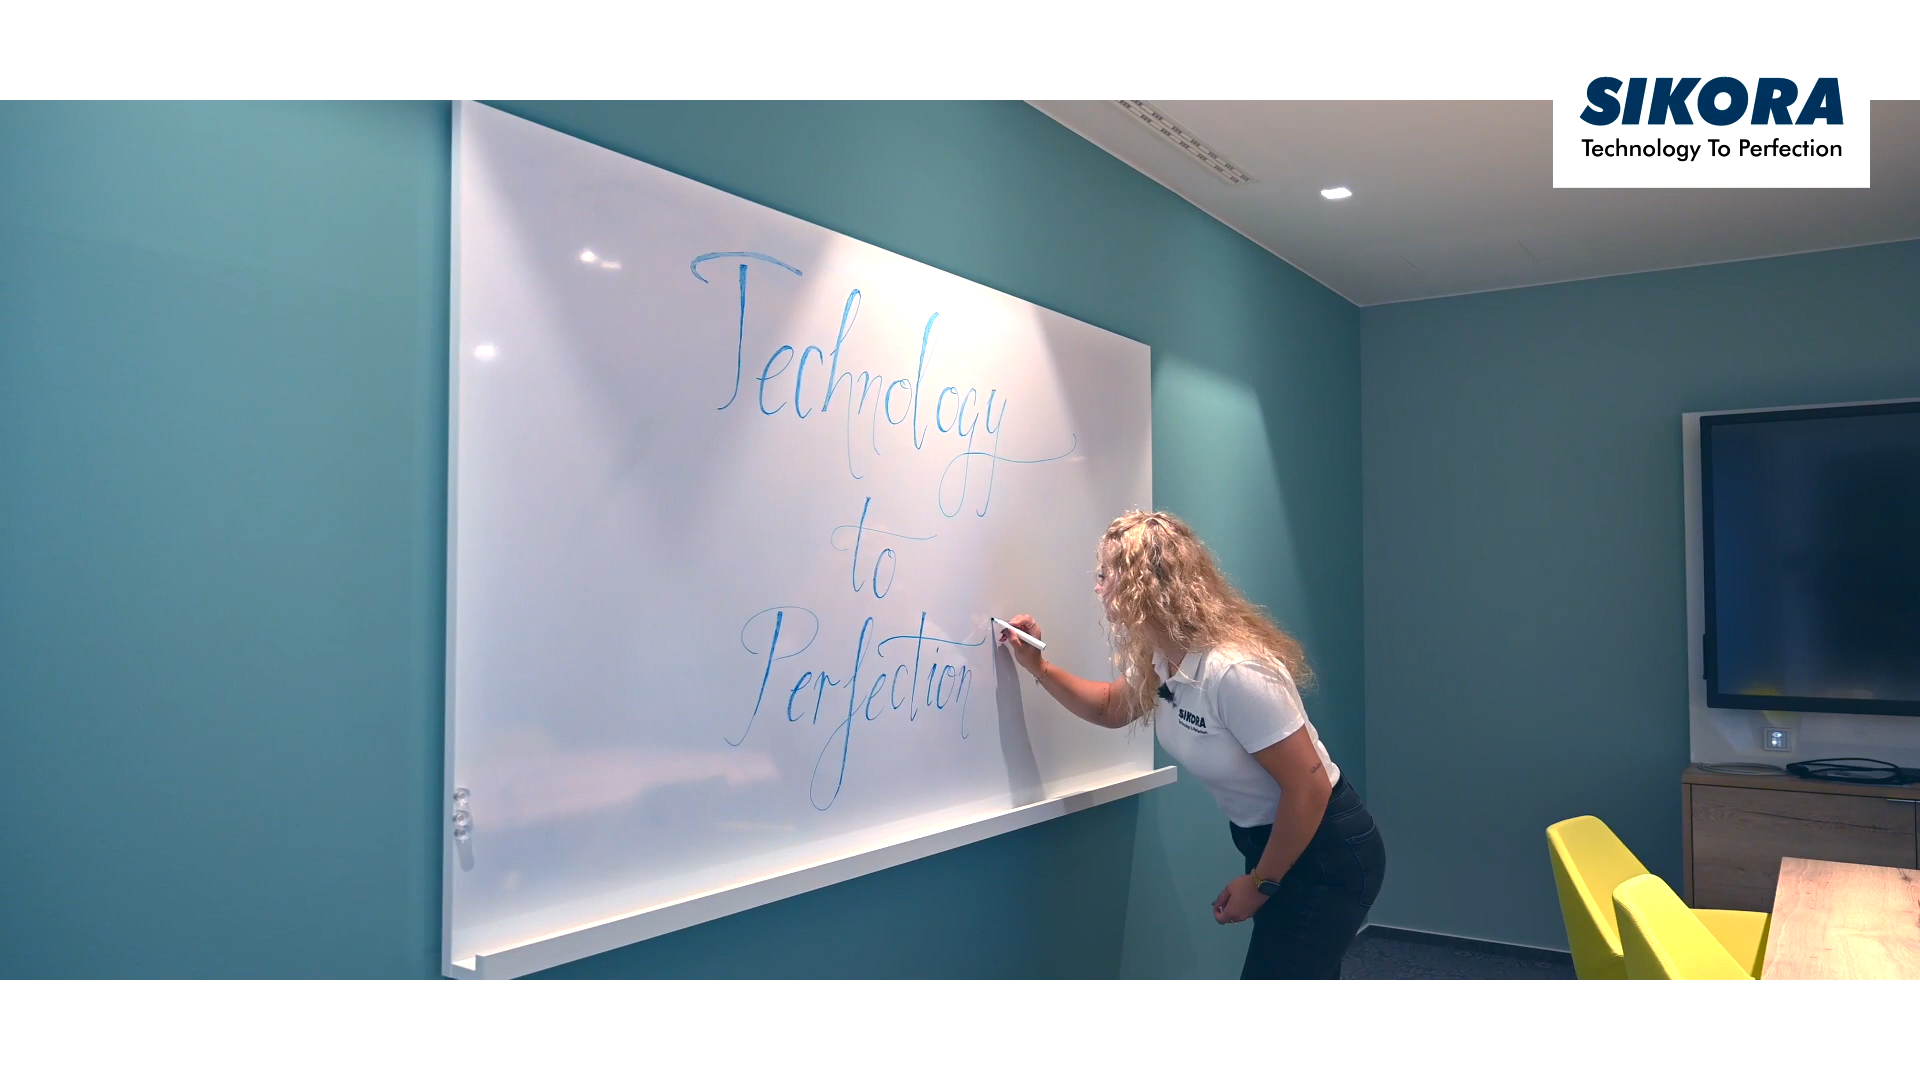 SIKORA
Technology To Perfection
Technology
to
Perfection
SIKORA